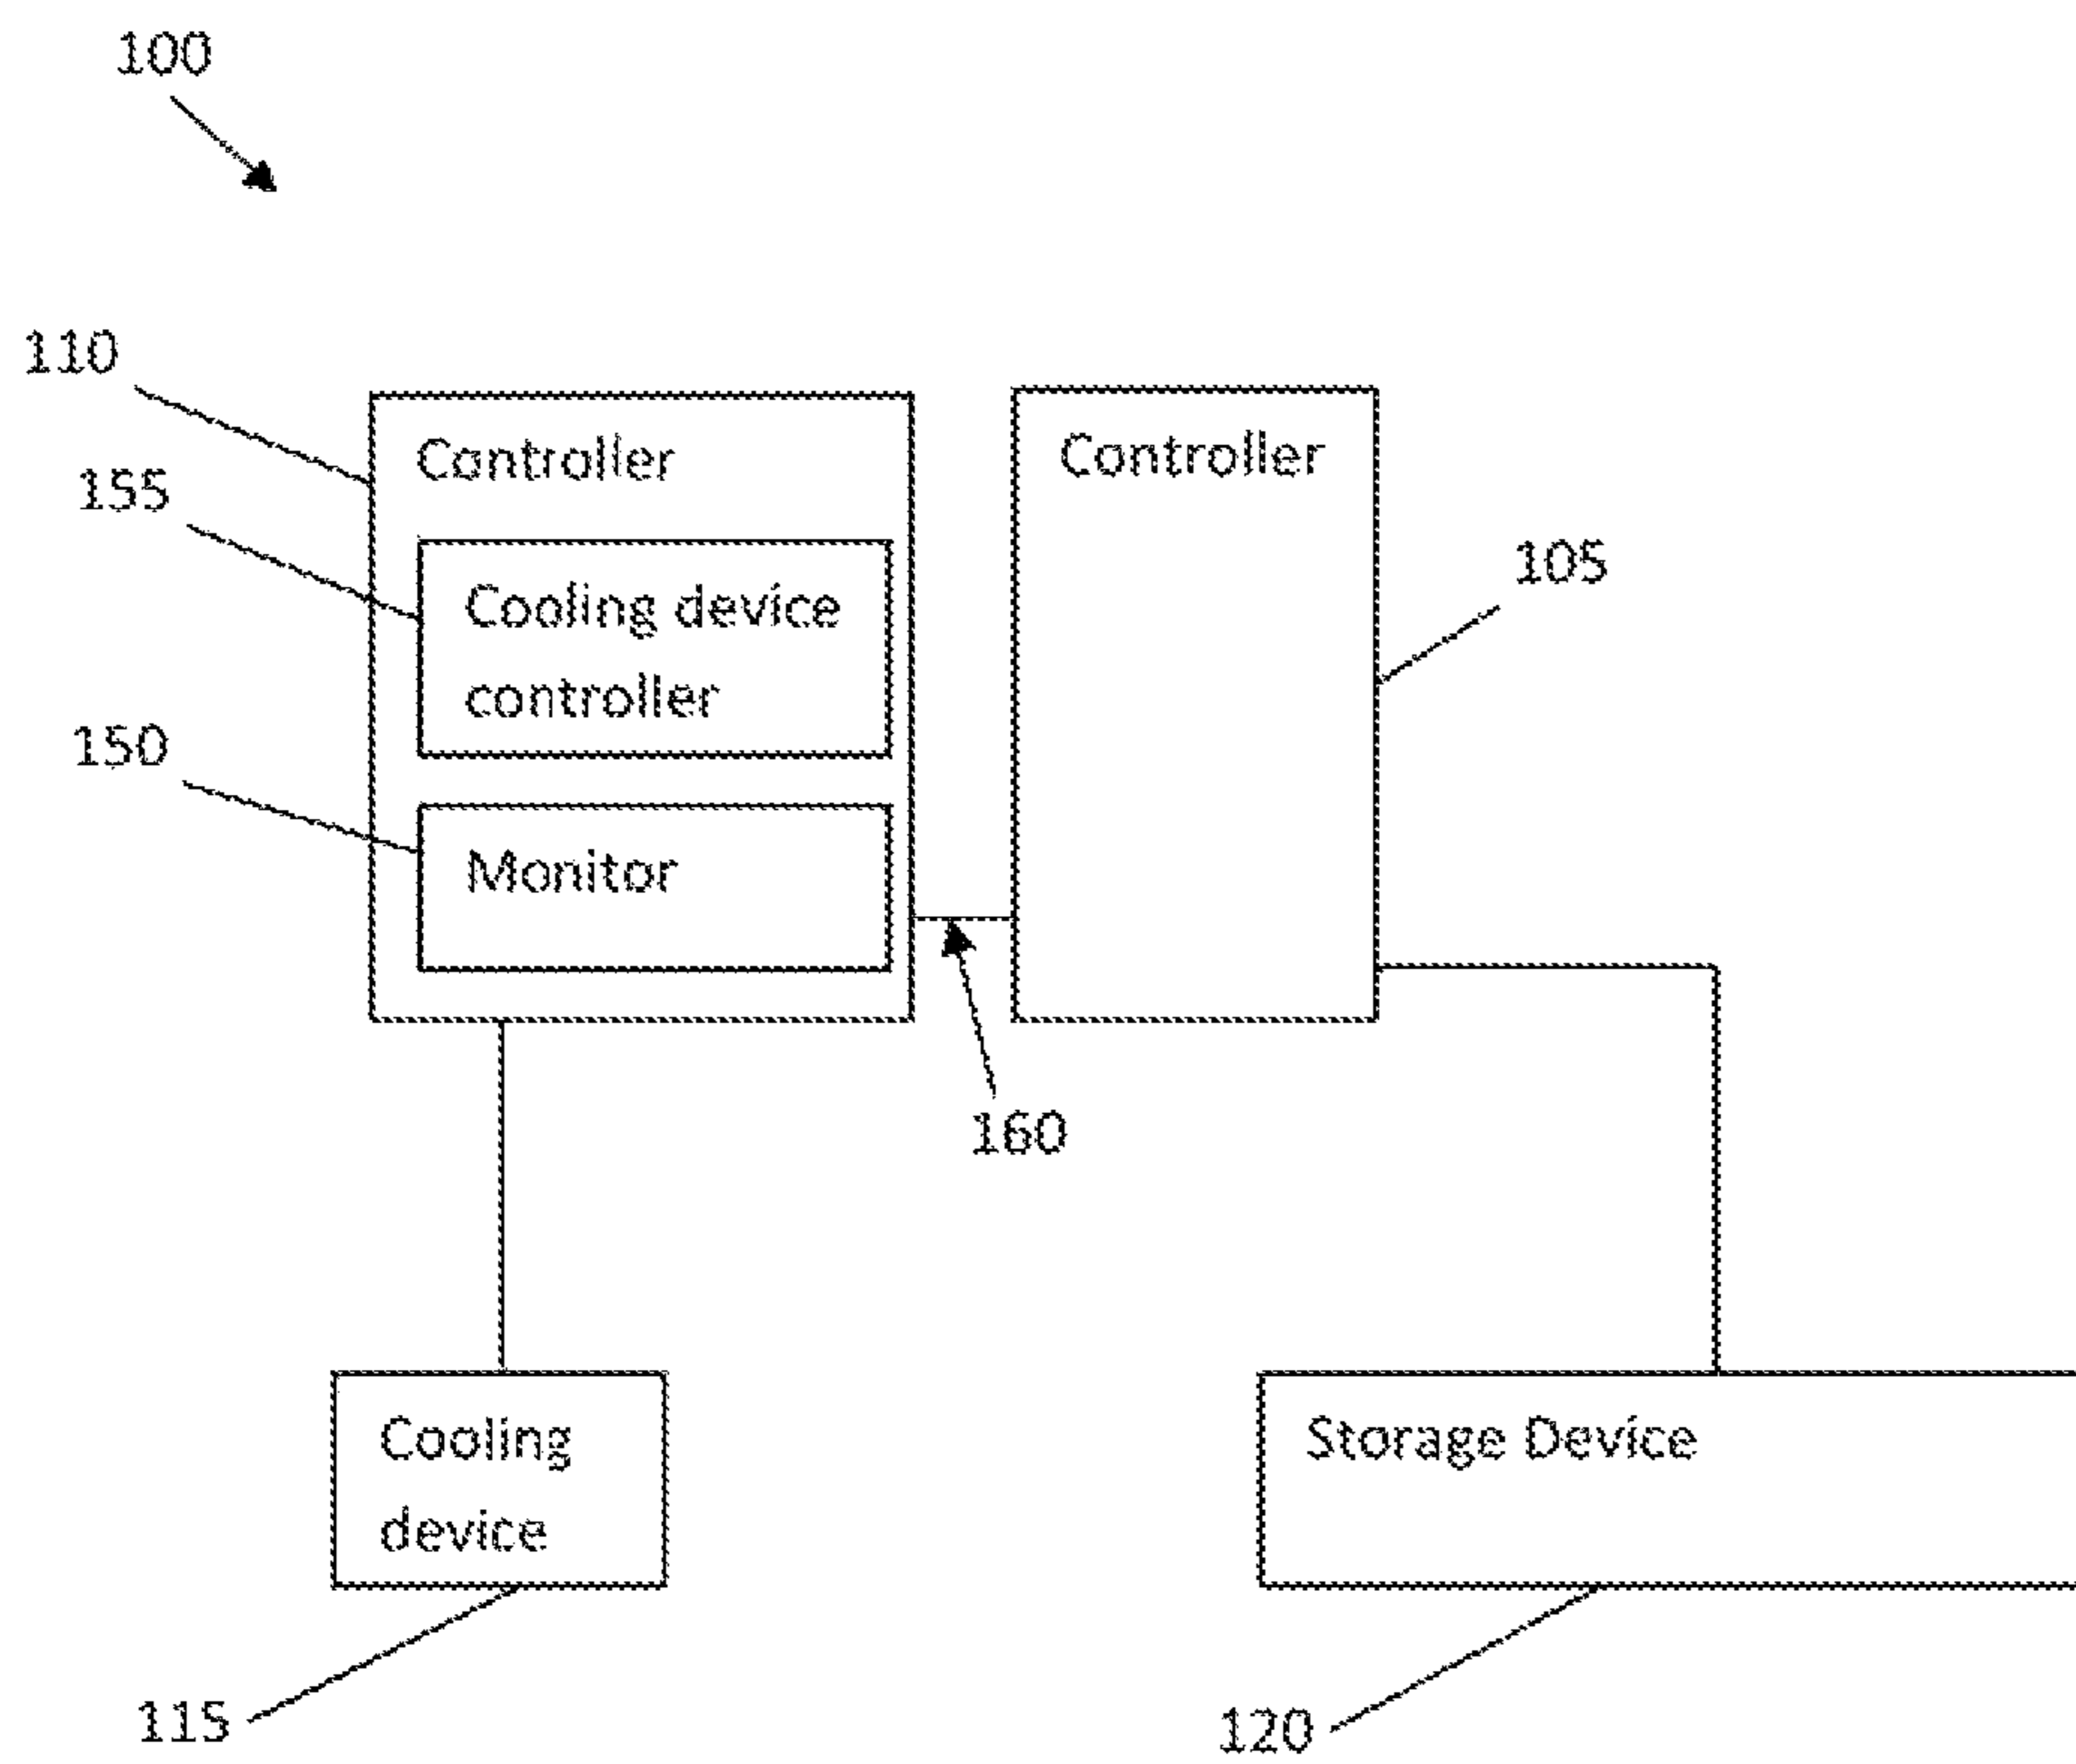 100
110
Controller
Controller
155
105
Cooling device
controller
150
Monitor
160
Cooling
device
Storage Device
115
120